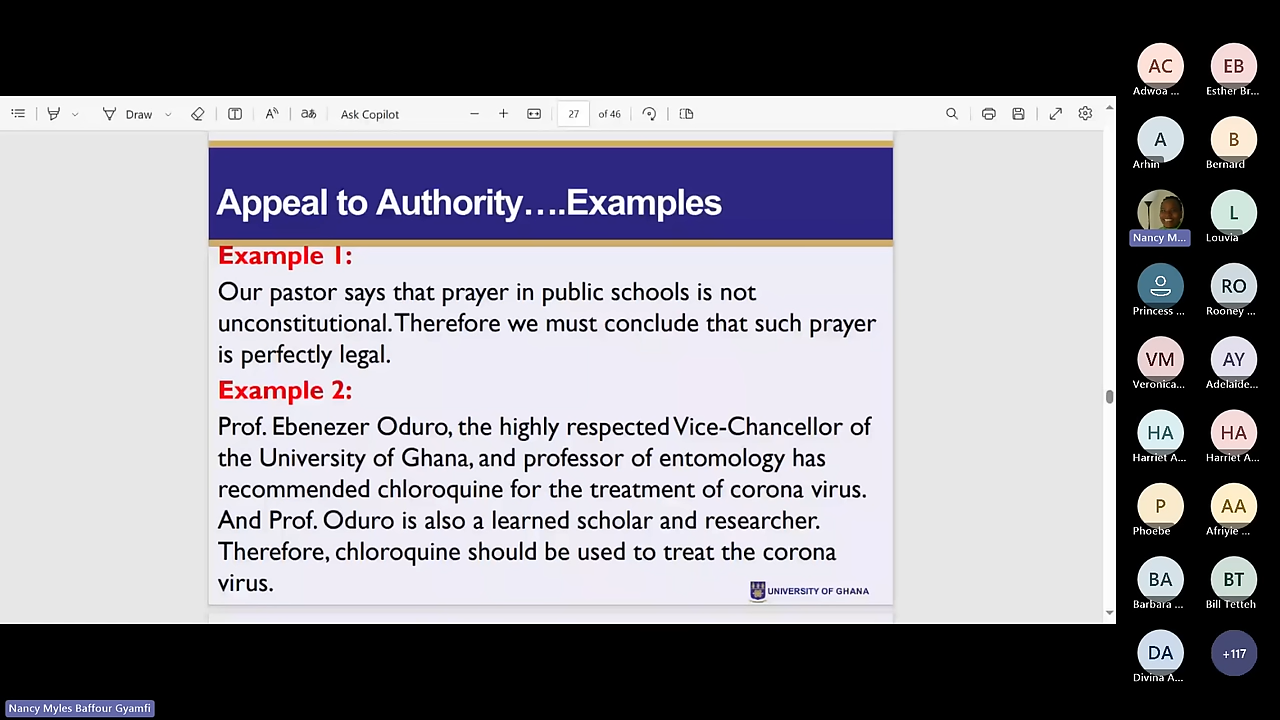 Draw
Ask Copilot
27 of 46
Appeal to Authority….Examples
Example 1:
Our pastor says that prayer in public schools is not
unconstitutional. Therefore we must conclude that such prayer
is perfectly legal.
Example 2:
Prof. Ebenezer Oduro, the highly respected Vice-Chancellor of
the University of Ghana, and professor of entomology has
recommended chloroquine for the treatment of corona virus.
And Prof. Oduro is also a learned scholar and researcher.
Therefore, chloroquine should be used to treat the corona
virus.
UNIVERSITY OF GHANA
AC
Adwoa ...
EB
Esther Br...
A
Arhin
B
Bernard
Nancy M...
L
Louvia
Princess ...
RO
Rooney ...
VM
Veronica...
AY
Adelaide...
HA
Harriet A...
HA
Harriet A...
P
Phoebe
AA
Afriyie ...
BA
Barbara ...
BT
Bill Tetteh
DA
Divina A...
+117
Nancy Myles Baffour Gyamfi